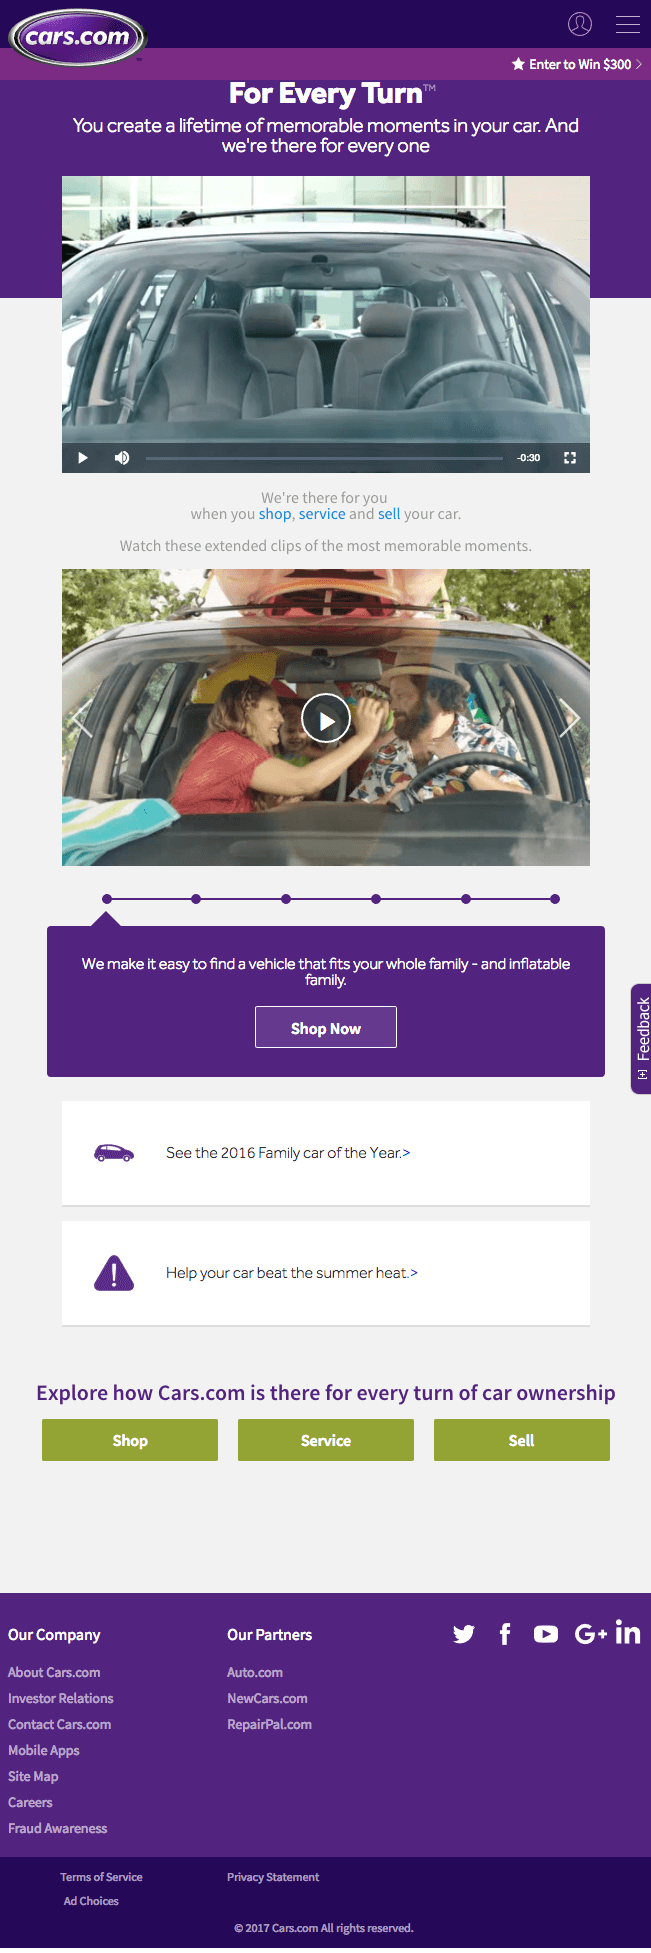 cars.com
Enter to Win $300 >
For Every Turn™
You create a lifetime of memorable moments in your car. And
we're there for every one
-0:30
We're there for you
when you shop, service and sell your car.
Watch these extended clips of the most memorable moments.
We make it easy to find a vehicle that fits your whole family - and inflatable
family.
Shop Now
[+] Feedback
See the 2016 Family car of the Year.>
Help your car beat the summer heat.>
Explore how Cars.com is there for every turn of car ownership
Shop
Service
Sell
Our Company
About Cars.com
Investor Relations
Contact Cars.com
Mobile Apps
Site Map
Careers
Fraud Awareness
Our Partners
Auto.com
NewCars.com
RepairPal.com
Terms of Service
Privacy Statement
Ad Choices
© 2017 Cars.com All rights reserved.